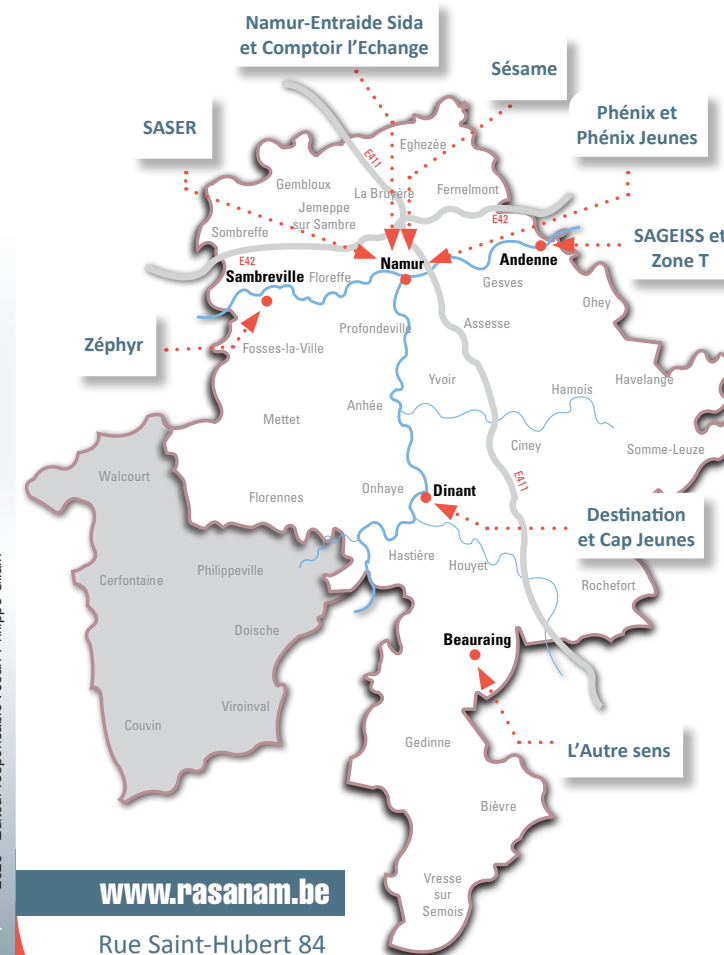 Namur-Entraide Sida
et Comptoir l'Echange
Sésame
SASER
Phénix et
Phénix Jeunes
E411
Eghezée
Gembloux
La Bruyère
Fernelmont
Jemeppe
sur Sambre
Sombreffe
E42
SAGEISS et
Zone T
E42
Namur
Andenne
Sambreville
Floreffe
Gesves
Ohey
Profondeville
Assesse
Zéphyr
Fosses-la-Ville
Yvoir
Havelange
Hamois
Anhée
Mettet
Ciney
Somme-Leuze
Walcourt
E411
Onhaye
Dinant
Florennes
Destination
et Cap Jeunes
Hastière
Houyet
Philippeville
Cerfontaine
Rochefort
Doische
Beauraing
Viroinval
Couvin
Gedinne
L'Autre sens
Bièvre
Vresse
sur
Semois
www.rasanam.be
Rue Saint-Hubert 84